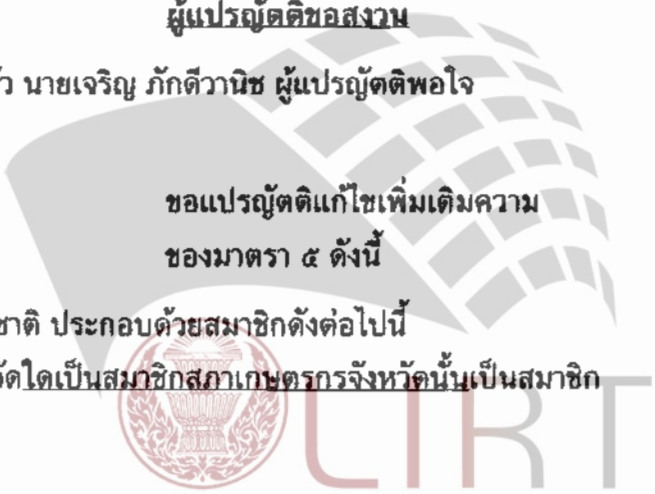 ผู้แปรญัตติขอสงวน
ว นายเจริญ ภักดีวานิช ผู้แปรญัตติพอใจ
ขอแปรญัตติแก้ไขเพิ่มเติมความ
ของมาตรา ๕ ดังนี้
ชาติ ประกอบด้วยสมาชิกดังต่อไปนี้
วัดใดเป็นสมาชิกสภาเกษตรกรจังหวัดนั้นเป็นสมาชิก
LIRT